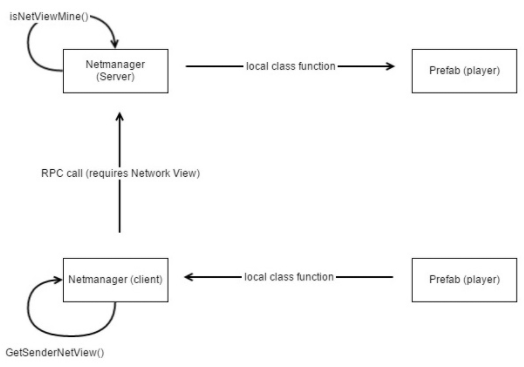 isNetViewMine()
Netmanager
(Server)
local class function
Prefab (player)
RPC call (requires Network View)
Netmanager (client)
local class function
Prefab (player)
GetSenderNetView()